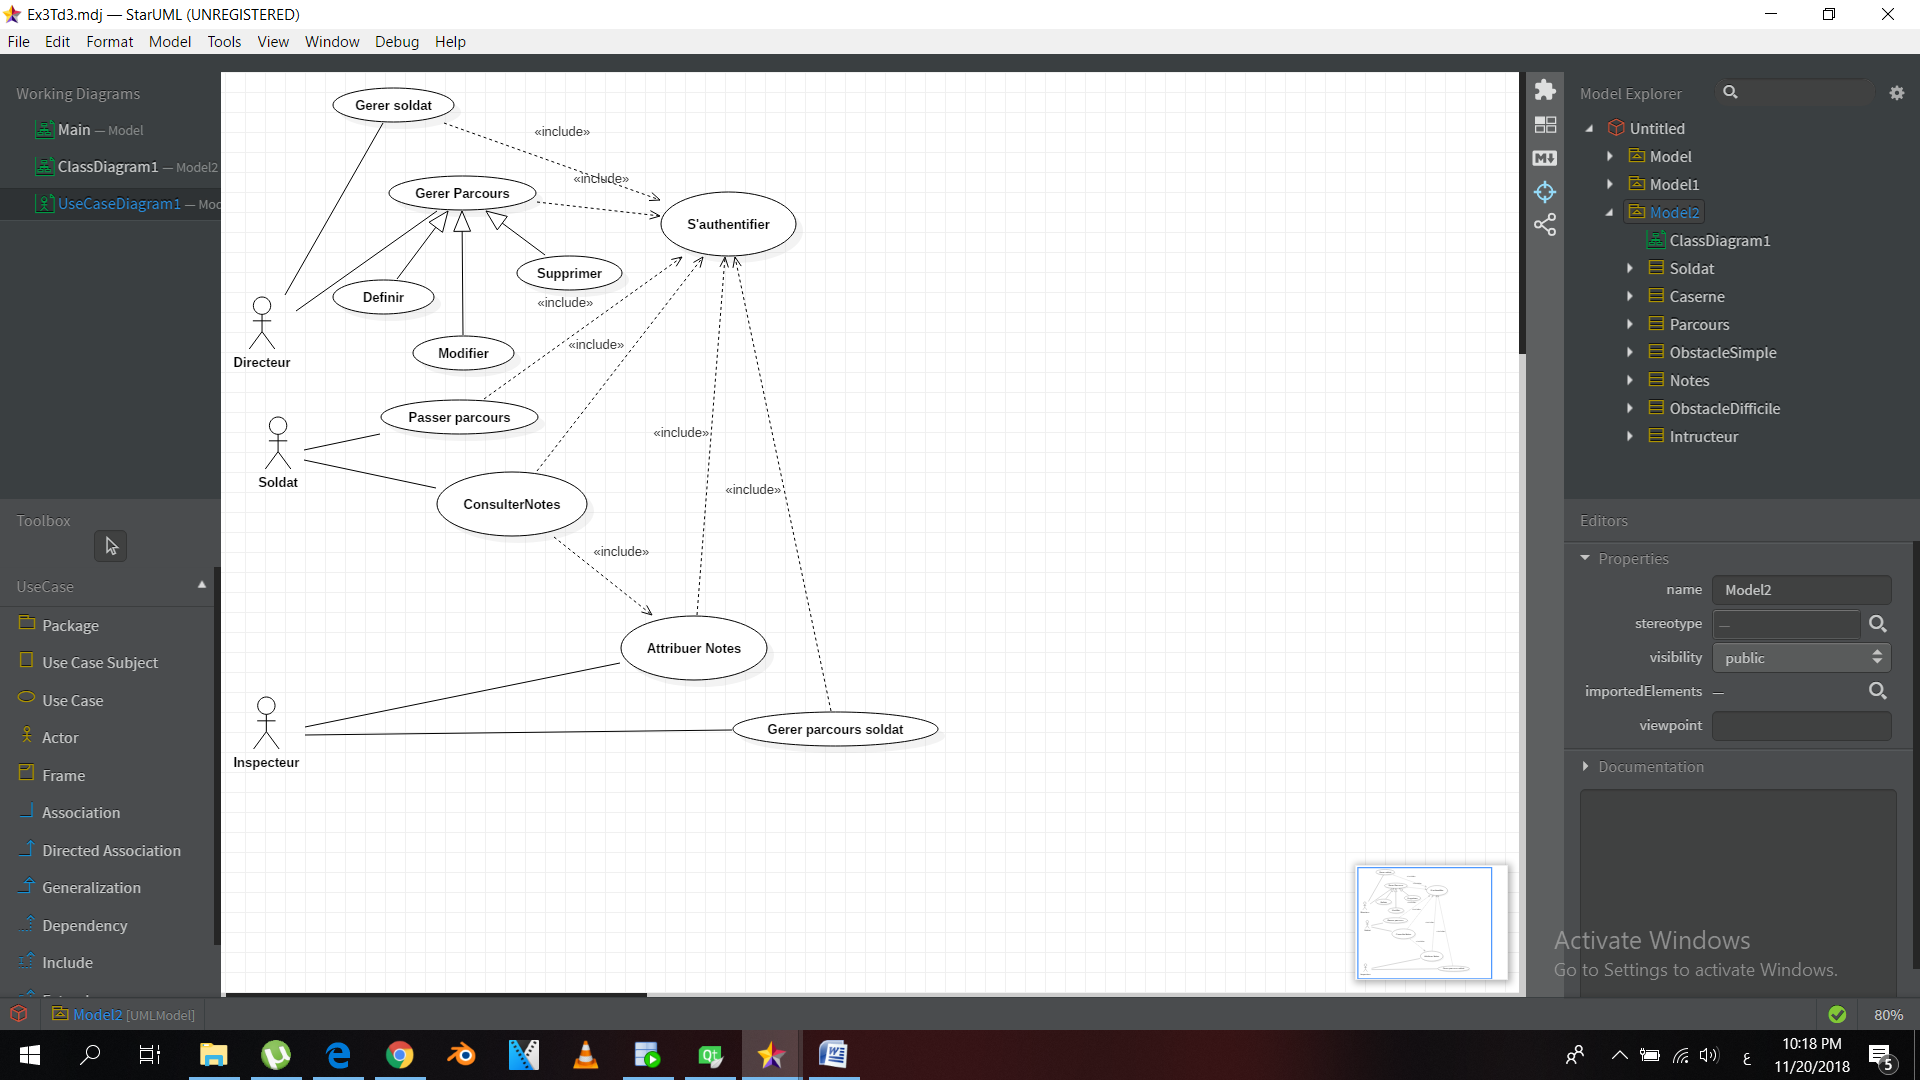 Ex3Td3.mdj — StarUML (UNREGISTERED)
File Edit Format Model Tools View Window Debug Help
Working Diagrams
Main — Model
ClassDiagram1 — Model2
UseCaseDiagram1 — Moc
Toolbox
UseCase
Package
Use Case Subject
Use Case
Actor
Frame
Association
Directed Association
Generalization
Dependency
Include
Gerer soldat
«include»
«include»
Gerer Parcours
S'authentifier
Supprimer
Definir
«include»
«include»
Modifier
Directeur
Passer parcours
«include»
Soldat
ConsulterNotes
«include»
«include»
Attribuer Notes
Gerer parcours soldat
Inspecteur
Model Explorer
Untitled
Model
Model1
Model2
ClassDiagram1
Soldat
Caserne
Parcours
ObstacleSimple
Notes
ObstacleDifficile
Intructeur
Editors
Properties
name Model2
stereotype —
visibility public
importedElements —
viewpoint
Documentation
Activate Windows
Go to Settings to activate Windows.
Model2 [UMLModel]
80%
ع
10:18 PM
11/20/2018
5